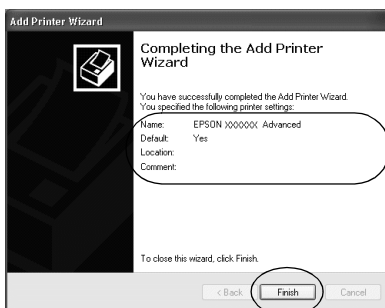 Add Printer Wizard
Completing the Add Printer
Wizard
You have successfully completed the Add Printer Wizard.
You specified the following printer settings:
Name: EPSON XXXXXX Advanced
Default: Yes
Location:
Comment:
To close this wizard, click Finish.
< Back Finish Cancel